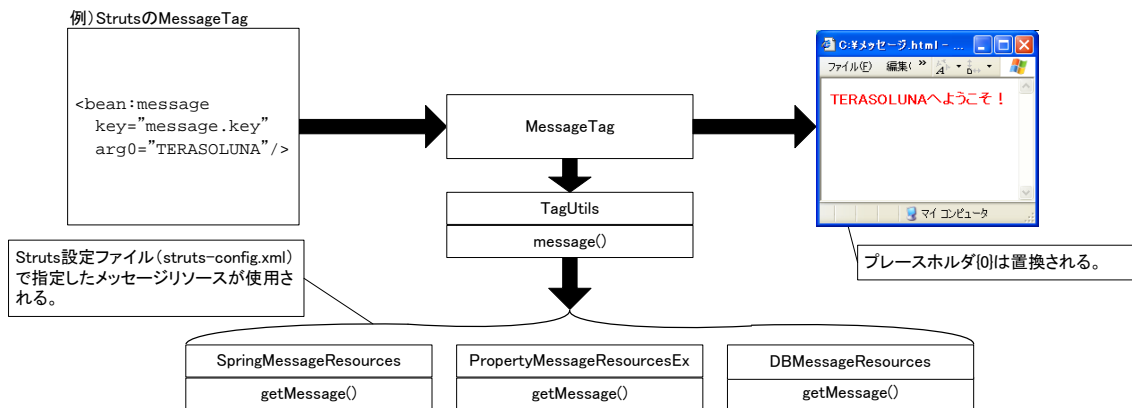 例）StrutsのMessageTag
<bean:message
key="message.key"
arg0="TERASOLUNA"/>
MessageTag
C:¥メッセージ.html - ...
ファイル(F) 編集(
TERASOLUNAへようこそ！
マイ コンピュータ
TagUtils
message()
Struts設定ファイル（struts-config.xml）
で指定したメッセージリソースが使用さ
れる。
プレースホルダ{0}は置換される。
SpringMessageResources
getMessage()
PropertyMessageResourcesEx
getMessage()
DBMessageResources
getMessage()